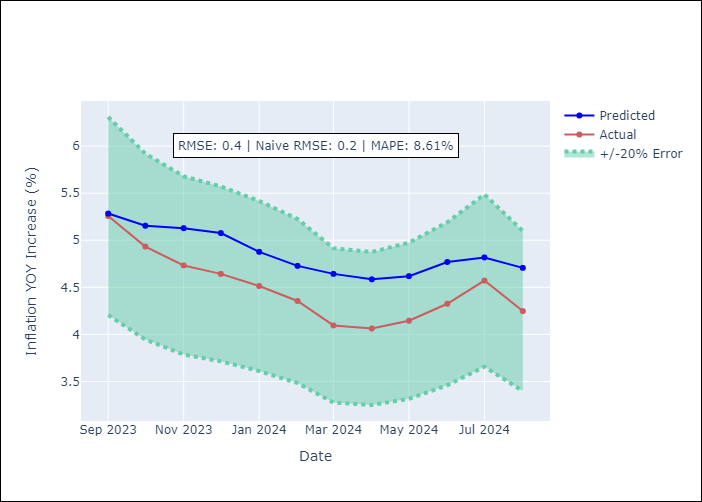 RMSE: 0.4 | Naive RMSE: 0.2 | MAPE: 8.61%
Predicted
Actual
+/-20% Error
Inflation YOY Increase (%)
6
5.5
5
4.5
4
3.5
Sep 2023
Nov 2023
Jan 2024
Mar 2024
May 2024
Jul 2024
Date